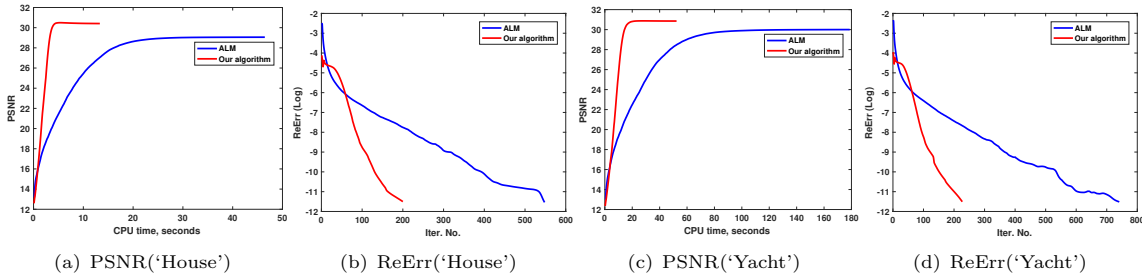 32
30
28
26
24
22
20
18
16
14
12
PSNR
0 10 20 30 40 50
CPU time, seconds
ALM
Our algorithm
(a) PSNR(‘House’)
-2
-3
-4
-5
-6
-7
-8
-9
-10
-11
-12
ReErr (Log)
0 100 200 300 400 500 600
Iter. No.
ALM
Our algorithm
(b) ReErr(‘House’)
32
30
28
26
24
22
20
18
16
14
12
PSNR
0 20 40 60 80 100 120 140 160 180
CPU time, seconds
ALM
Our algorithm
(c) PSNR(‘Yacht’)
-2
-3
-4
-5
-6
-7
-8
-9
-10
-11
-12
ReErr (Log)
0 100 200 300 400 500 600 700 800
Iter. No.
ALM
Our algorithm
(d) ReErr(‘Yacht’)